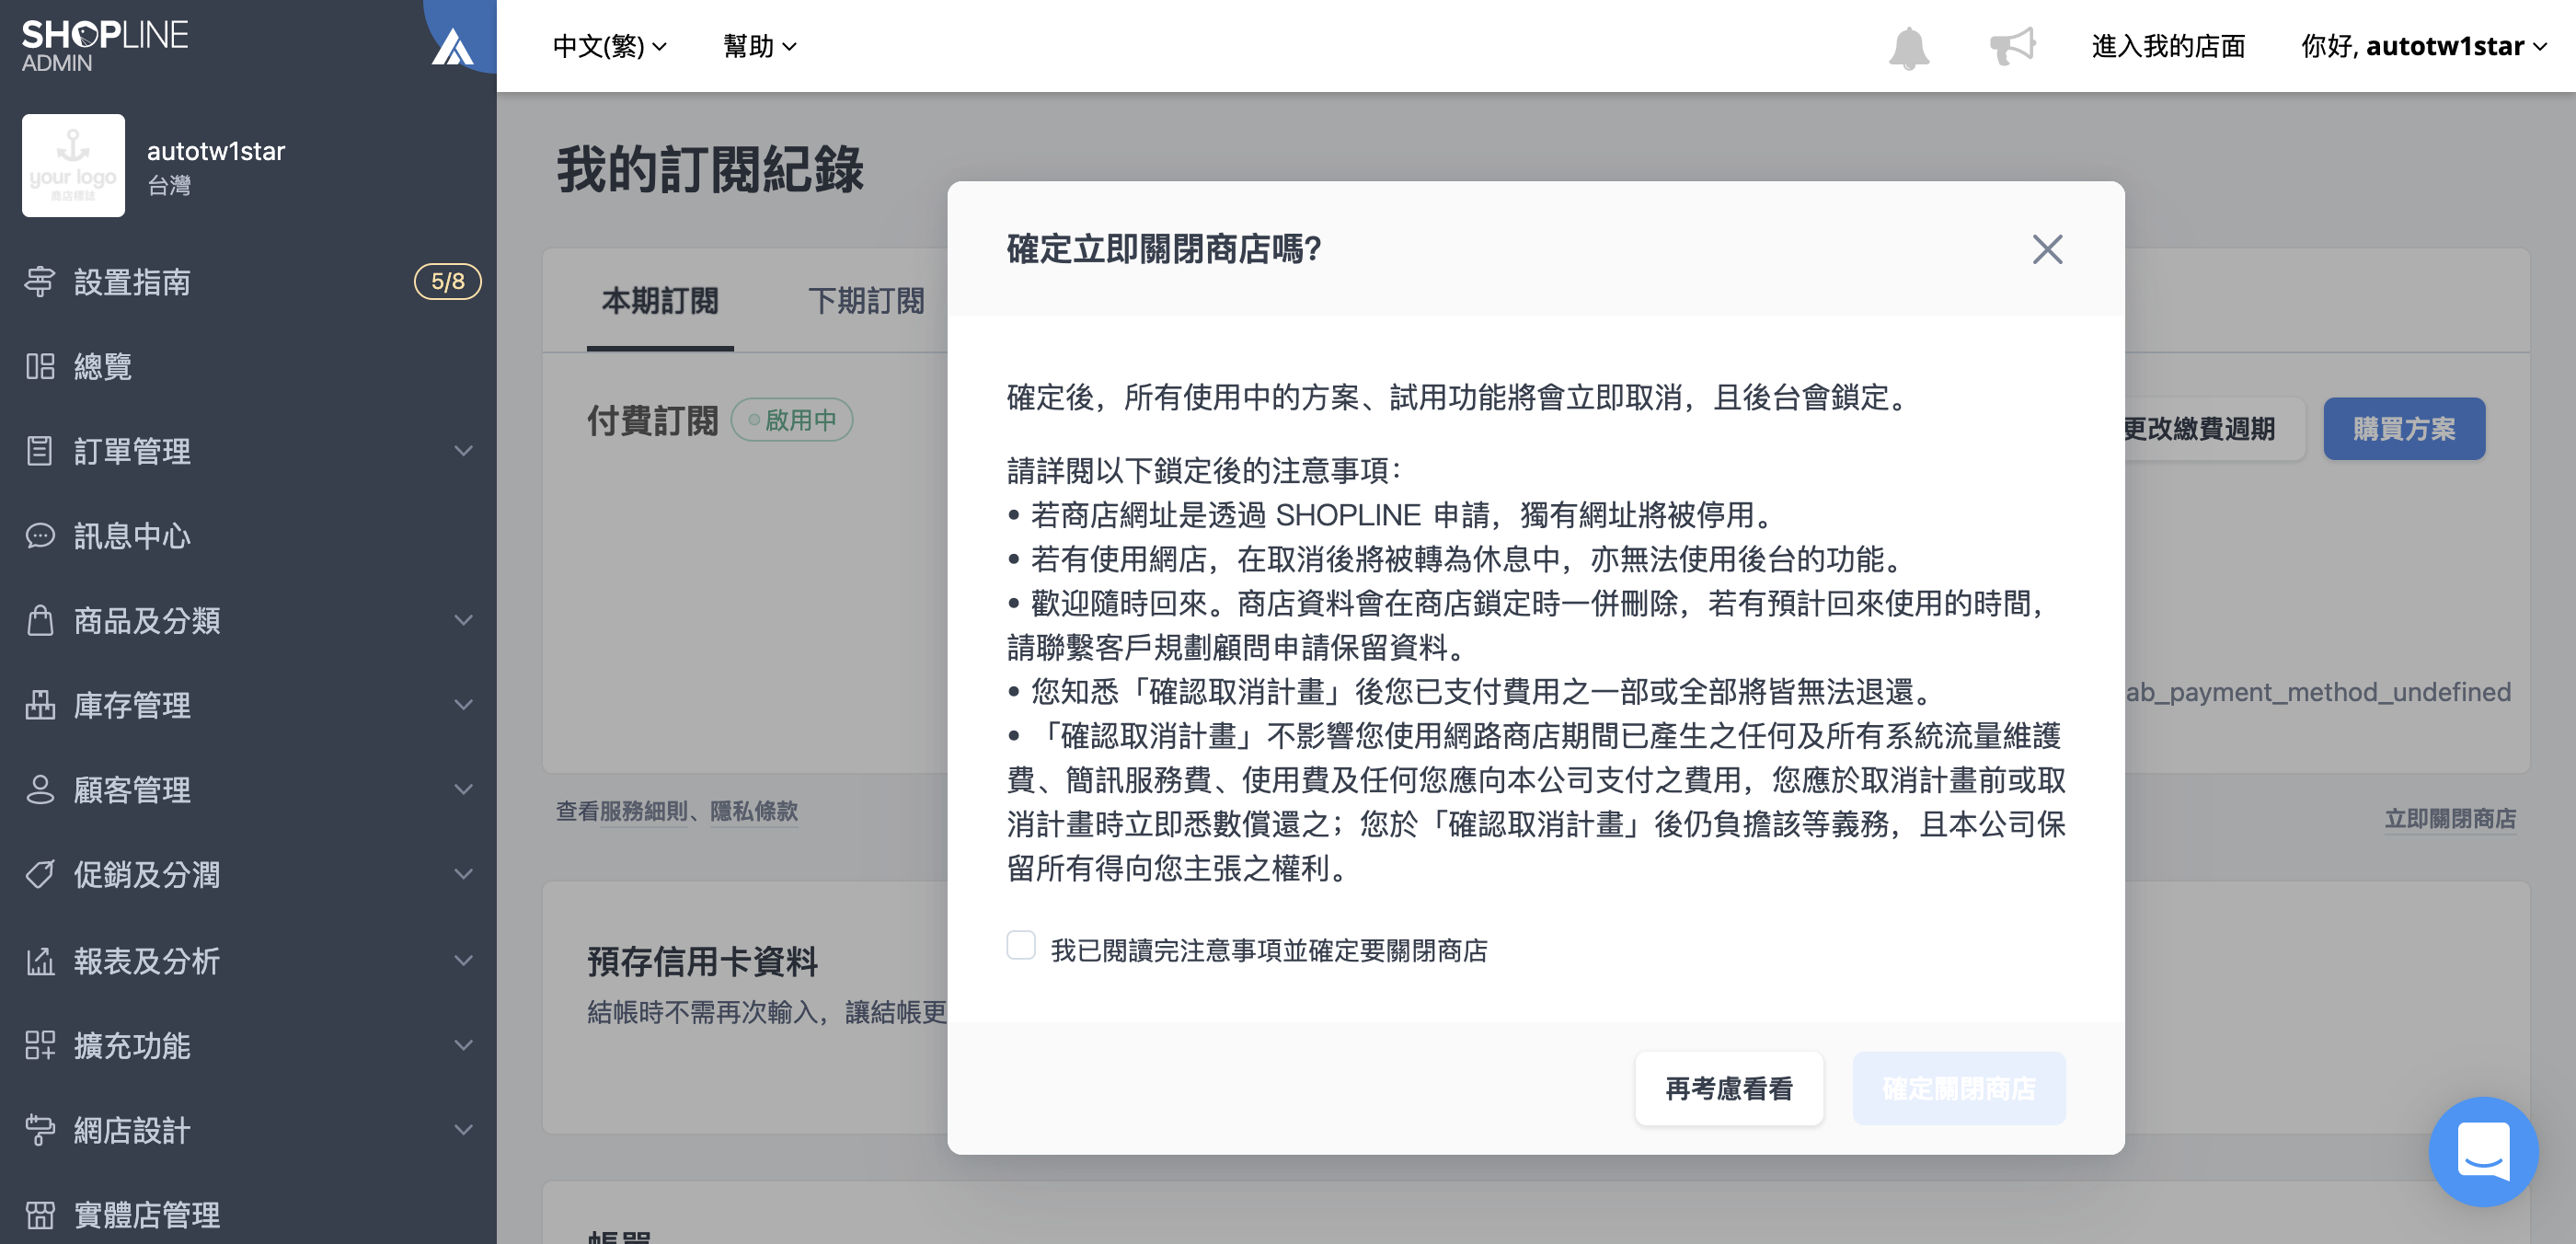 SHOPLINE
ADMIN
中文(繁)
幫助
進入我的店面
你好, autotw1star
your logo
商店標誌
autotw1star
台灣
設置指南
5/8
總覽
訂單管理
訊息中心
商品及分類
庫存管理
顧客管理
促銷及分潤
報表及分析
擴充功能
網店設計
實體店管理
我的訂閱紀錄
本期訂閱
下期訂閱
付費訂閱
啟用中
更改繳費週期
購買方案
ab_payment_method_undefined
查看服務細則、隱私條款
立即關閉商店
預存信用卡資料
結帳時不需再次輸入，讓結帳更
帳單
確定立即關閉商店嗎?
確定後，所有使用中的方案、試用功能將會立即取消，且後台會鎖定。
請詳閱以下鎖定後的注意事項：
• 若商店網址是透過 SHOPLINE 申請，獨有網址將被停用。
• 若有使用網店，在取消後將被轉為休息中，亦無法使用後台的功能。
• 歡迎隨時回來。商店資料會在商店鎖定時一併刪除，若有預計回來使用的時間，
請聯繫客戶規劃顧問申請保留資料。
• 您知悉「確認取消計畫」後您已支付費用之一部或全部將皆無法退還。
• 「確認取消計畫」不影響您使用網路商店期間已產生之任何及所有系統流量維護
費、簡訊服務費、使用費及任何您應向本公司支付之費用，您應於取消計畫前或取
消計畫時立即悉數償還之；您於「確認取消計畫」後仍負擔該等義務，且本公司保
留所有得向您主張之權利。
我已閱讀完注意事項並確定要關閉商店
再考慮看看
確定關閉商店